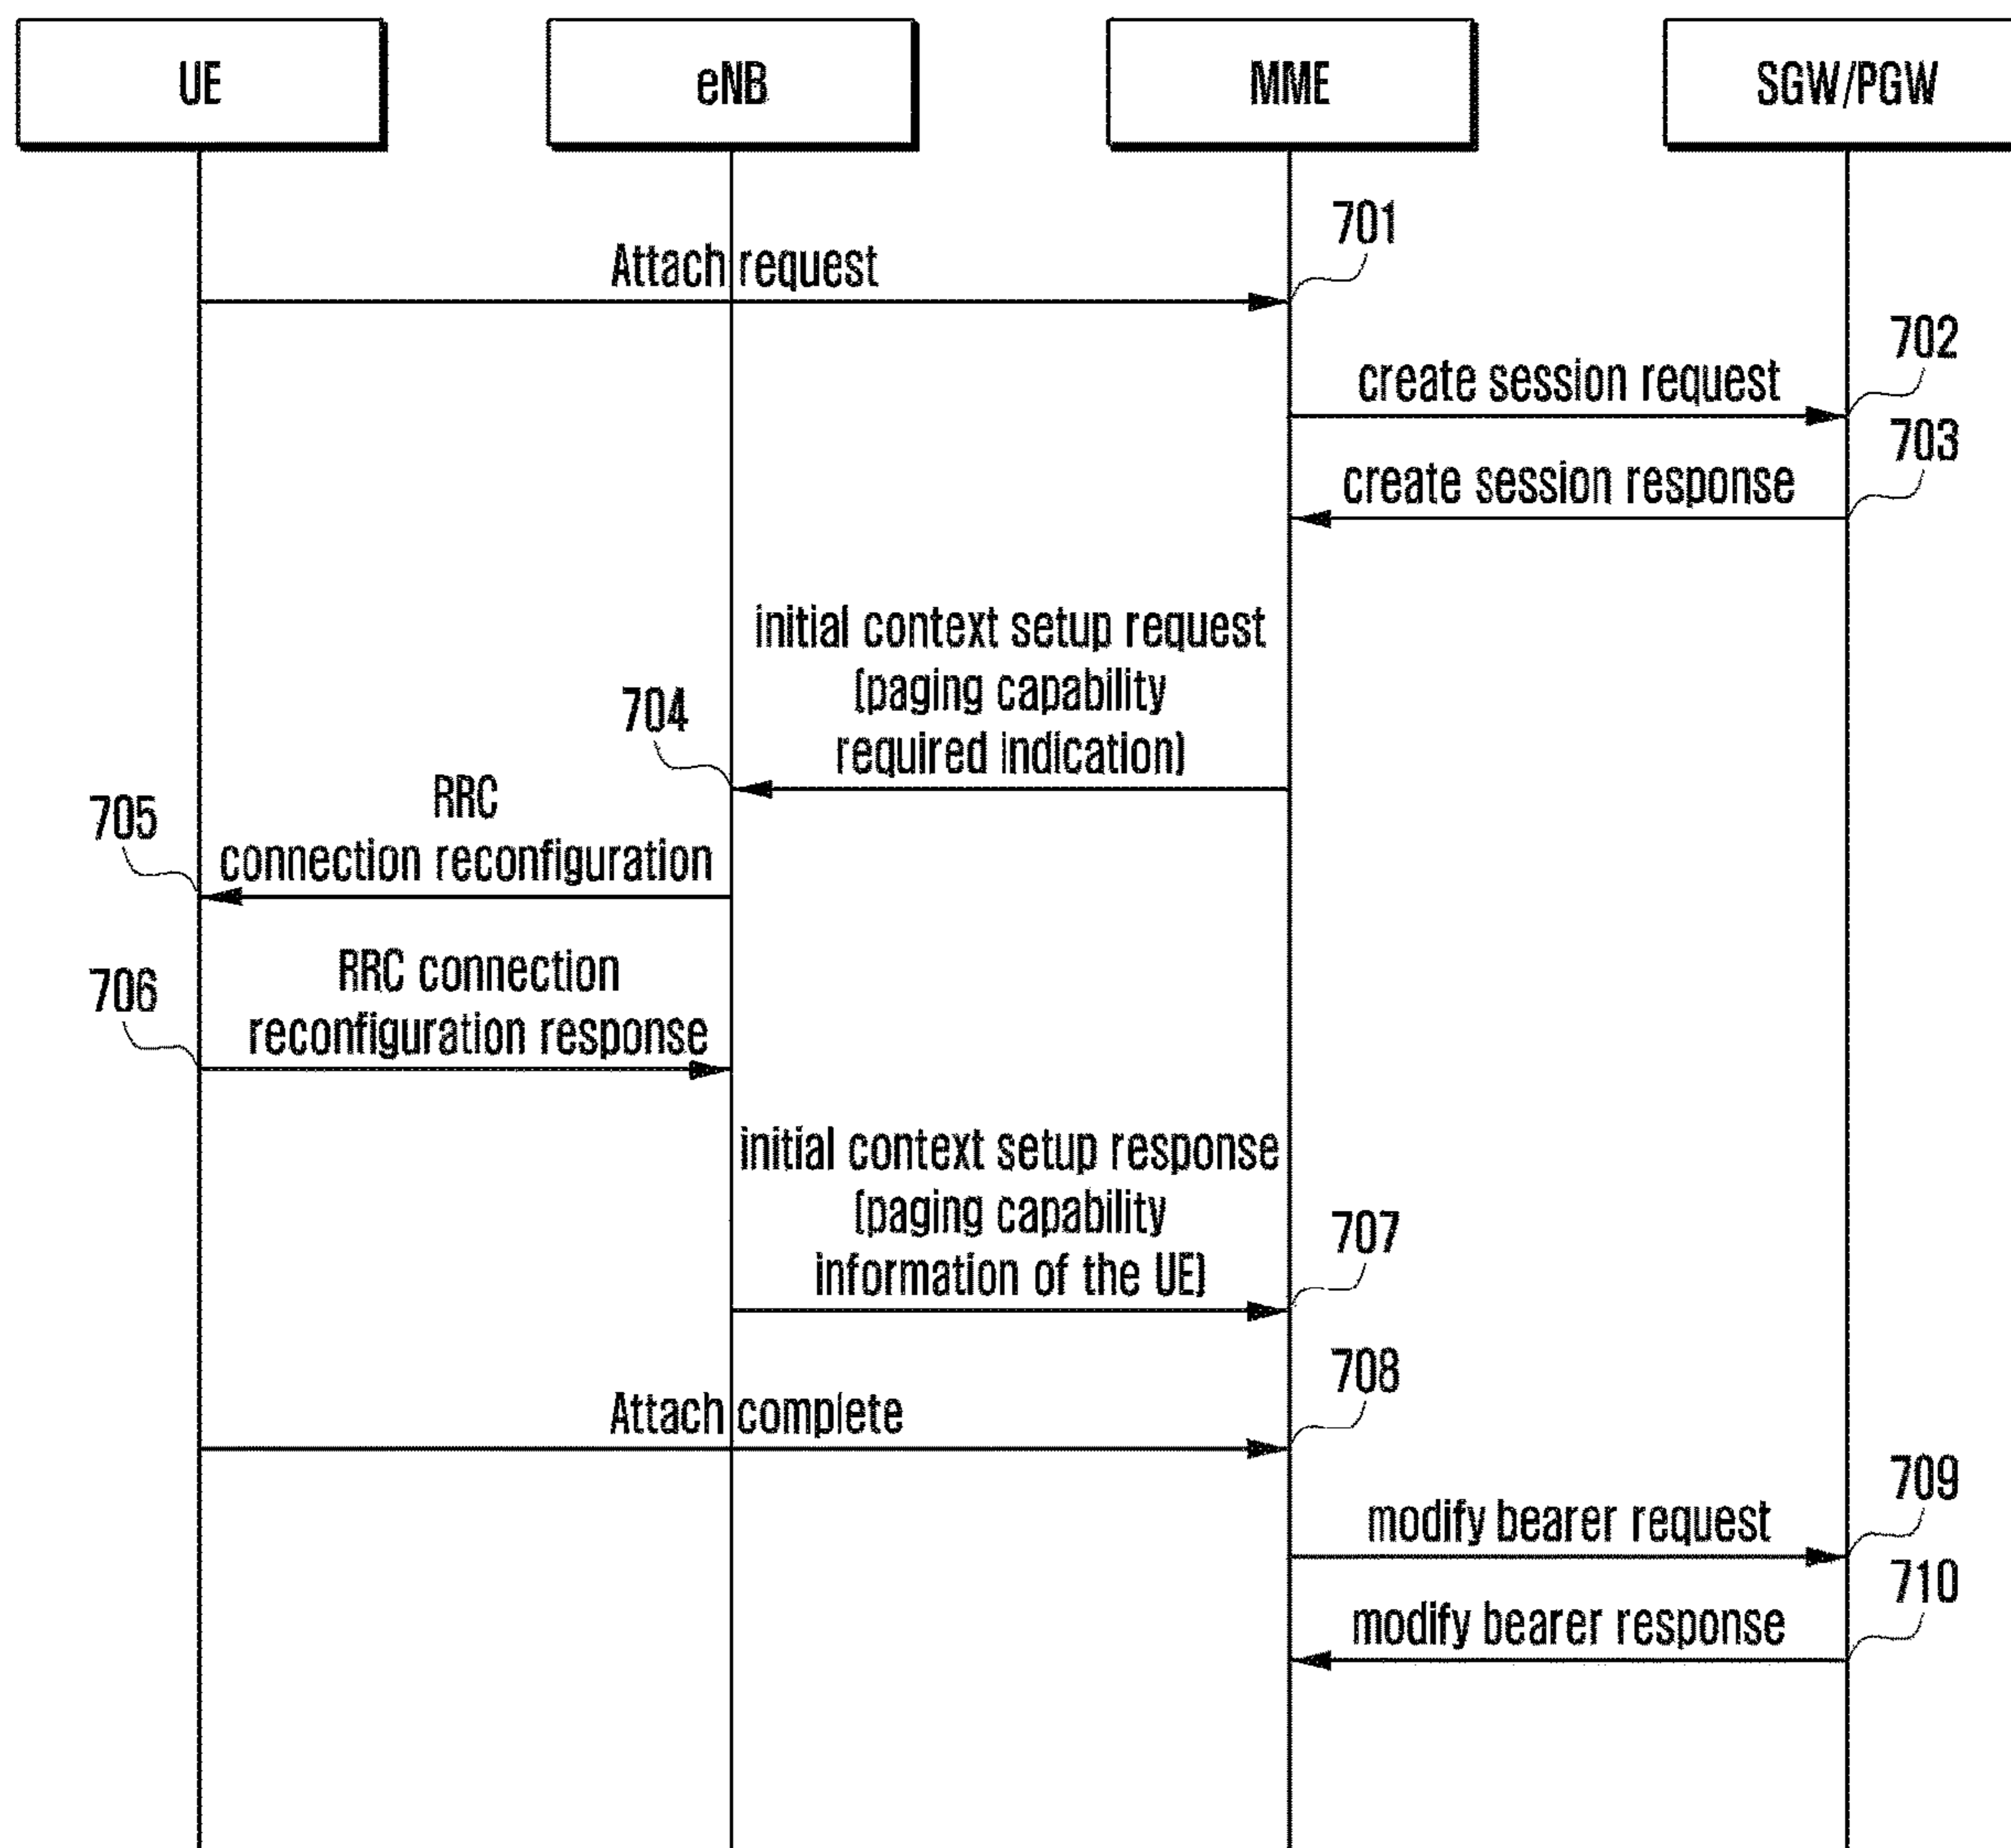 UE
eNB
MME
SGW/PGW
701
Attach request
702
create session request
703
create session response
initial context setup request
(paging capability
required indication)
704
RRC
connection reconfiguration
705
RRC connection
reconfiguration response
706
initial context setup response
(paging capability
information of the UE)
707
708
Attach complete
709
modify bearer request
710
modify bearer response